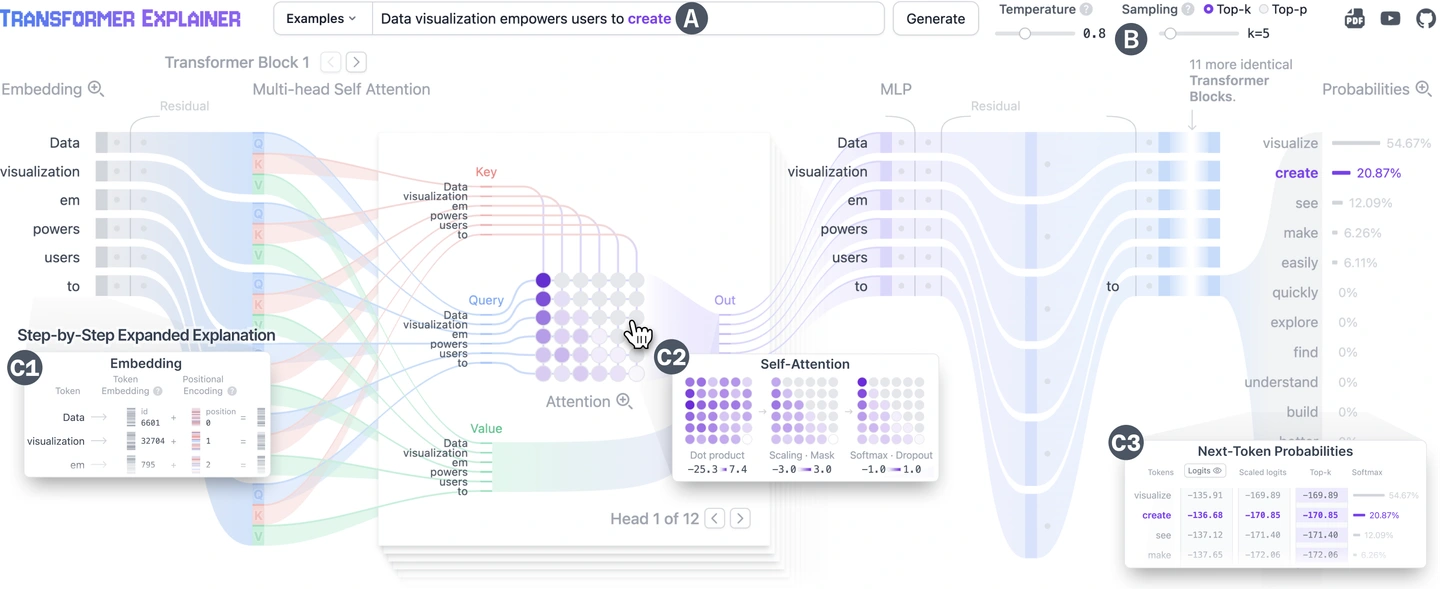 TRANSFORMER EXPLAINER
Examples
Data visualization empowers users to create
A
Generate
Temperature ?
0.8
Sampling ? Top-k Top-p
B
k=5
PDF
Transformer Block 1
Embedding
Multi-head Self Attention
MLP
11 more identical
Transformer
Blocks.
Probabilities
Residual
Residual
Data
visualization
em
powers
users
to
Q
K
V
Q
K
V
Q
K
V
Q
K
V
Key
Data
visualization
em
powers
users
to
Query
Data
visualization
em
powers
users
to
Attention
Value
Data
visualization
em
powers
users
to
Out
Head 1 of 12
Data
visualization
em
powers
users
to
to
visualize 54.67%
create 20.87%
see 12.09%
make 6.26%
easily 6.11%
quickly 0%
explore 0%
find 0%
understand 0%
build 0%
Step-by-Step Expanded Explanation
C1
Embedding
Token Token Embedding ? Positional Encoding ?
Data id 6601 + position 0 =
visualization 32704 + 1 =
em 795 + 2 =
C2
Self-Attention
Dot product Scaling · Mask Softmax · Dropout
-25.3 7.4 -3.0 3.0 -1.0 1.0
C3
Next-Token Probabilities
Tokens Logits Scaled logits Top-k Softmax
visualize -135.91 -169.89 -169.89 54.67%
create -136.68 -170.85 -170.85 20.87%
see -137.12 -171.40 -171.40 12.09%
make -137.65 -172.06 -172.06 6.26%